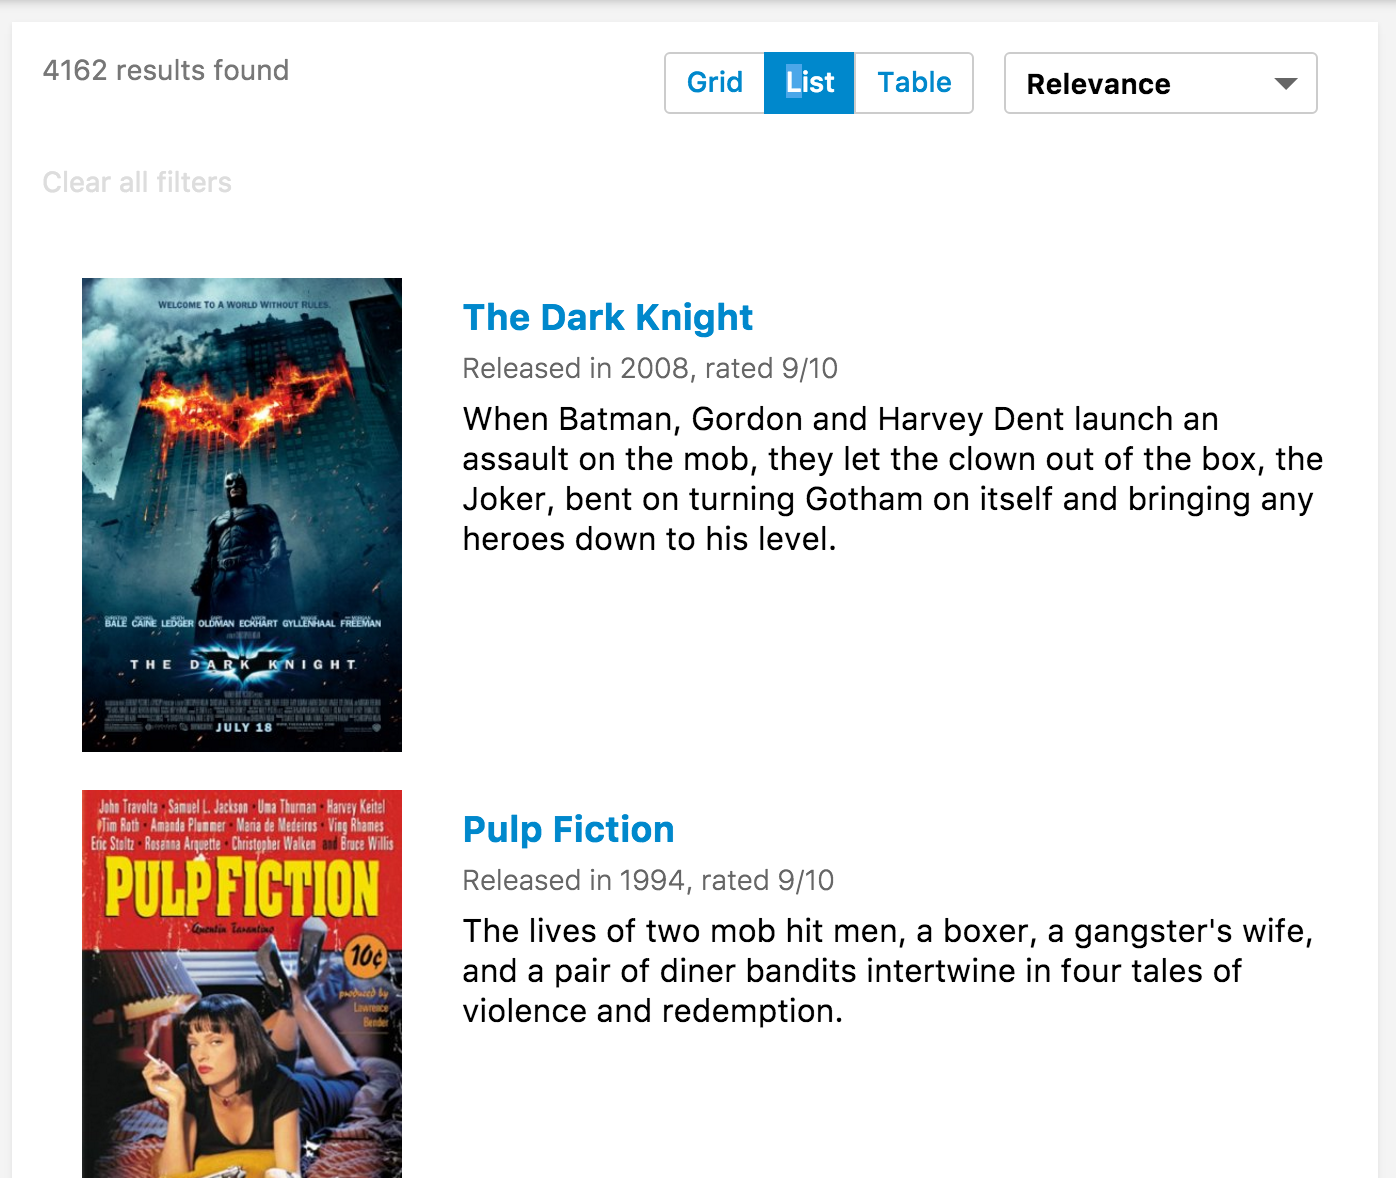 4162 results found
Grid
List
Table
Relevance
Clear all filters
WELCOME TO A WORLD WITHOUT RULES.
BALE CAINE LEDGER OLDMAN ECKHART GYLLENHAAL FREEMAN
THE DARK KNIGHT
JULY 18
The Dark Knight
Released in 2008, rated 9/10
When Batman, Gordon and Harvey Dent launch an
assault on the mob, they let the clown out of the box, the
Joker, bent on turning Gotham on itself and bringing any
heroes down to his level.
John Travolta • Samuel L. Jackson • Uma Thurman • Harvey Keitel
Tim Roth • Amanda Plummer • Maria de Medeiros • Ving Rhames
Eric Stoltz • Rosanna Arquette • Christopher Walken and Bruce Willis
PULP FICTION
Quentin Tarantino
10¢
produced by
Lawrence
Bender
Pulp Fiction
Released in 1994, rated 9/10
The lives of two mob hit men, a boxer, a gangster's wife,
and a pair of diner bandits intertwine in four tales of
violence and redemption.